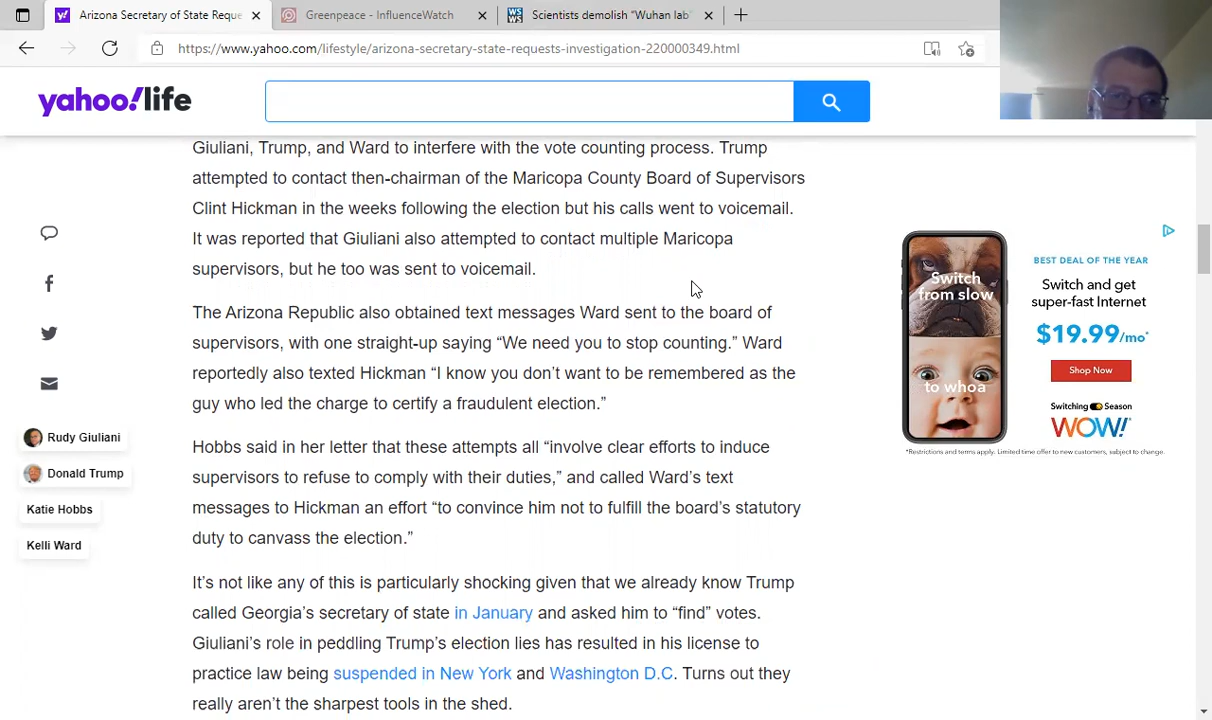 Arizona Secretary of State Reque
Greenpeace - InfluenceWatch
Scientists demolish "Wuhan lab"
https://www.yahoo.com/lifestyle/arizona-secretary-state-requests-investigation-220000349.html
yahoo!life
Giuliani, Trump, and Ward to interfere with the vote counting process. Trump
attempted to contact then-chairman of the Maricopa County Board of Supervisors
Clint Hickman in the weeks following the election but his calls went to voicemail.
It was reported that Giuliani also attempted to contact multiple Maricopa
supervisors, but he too was sent to voicemail.
The Arizona Republic also obtained text messages Ward sent to the board of
supervisors, with one straight-up saying “We need you to stop counting.” Ward
reportedly also texted Hickman “I know you don’t want to be remembered as the
guy who led the charge to certify a fraudulent election.”
Hobbs said in her letter that these attempts all “involve clear efforts to induce
supervisors to refuse to comply with their duties,” and called Ward’s text
messages to Hickman an effort “to convince him not to fulfill the board’s statutory
duty to canvass the election.”
It’s not like any of this is particularly shocking given that we already know Trump
called Georgia’s secretary of state in January and asked him to “find” votes.
Giuliani’s role in peddling Trump’s election lies has resulted in his license to
practice law being suspended in New York and Washington D.C. Turns out they
really aren’t the sharpest tools in the shed.
Rudy Giuliani
Donald Trump
Katie Hobbs
Kelli Ward
Switch
from slow
to whoa
BEST DEAL OF THE YEAR
Switch and get
super-fast Internet
$19.99/mo*
Shop Now
Switching Season
WOW!
*Restrictions and terms apply. Limited time offer to new customers, subject to change.